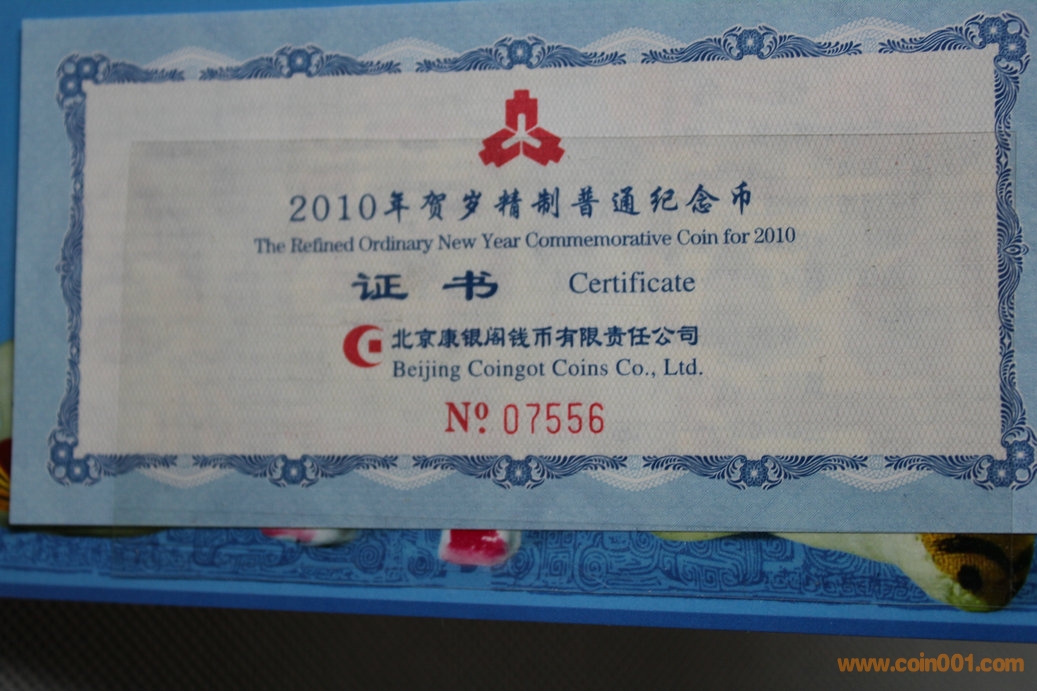 2010年贺岁精制普通纪念币
The Refined Ordinary New Year Commemorative Coin for 2010
证 书 Certificate
北京康银阁钱币有限责任公司
Beijing Coingot Coins Co., Ltd.
Nº 07556
www.coin001.com